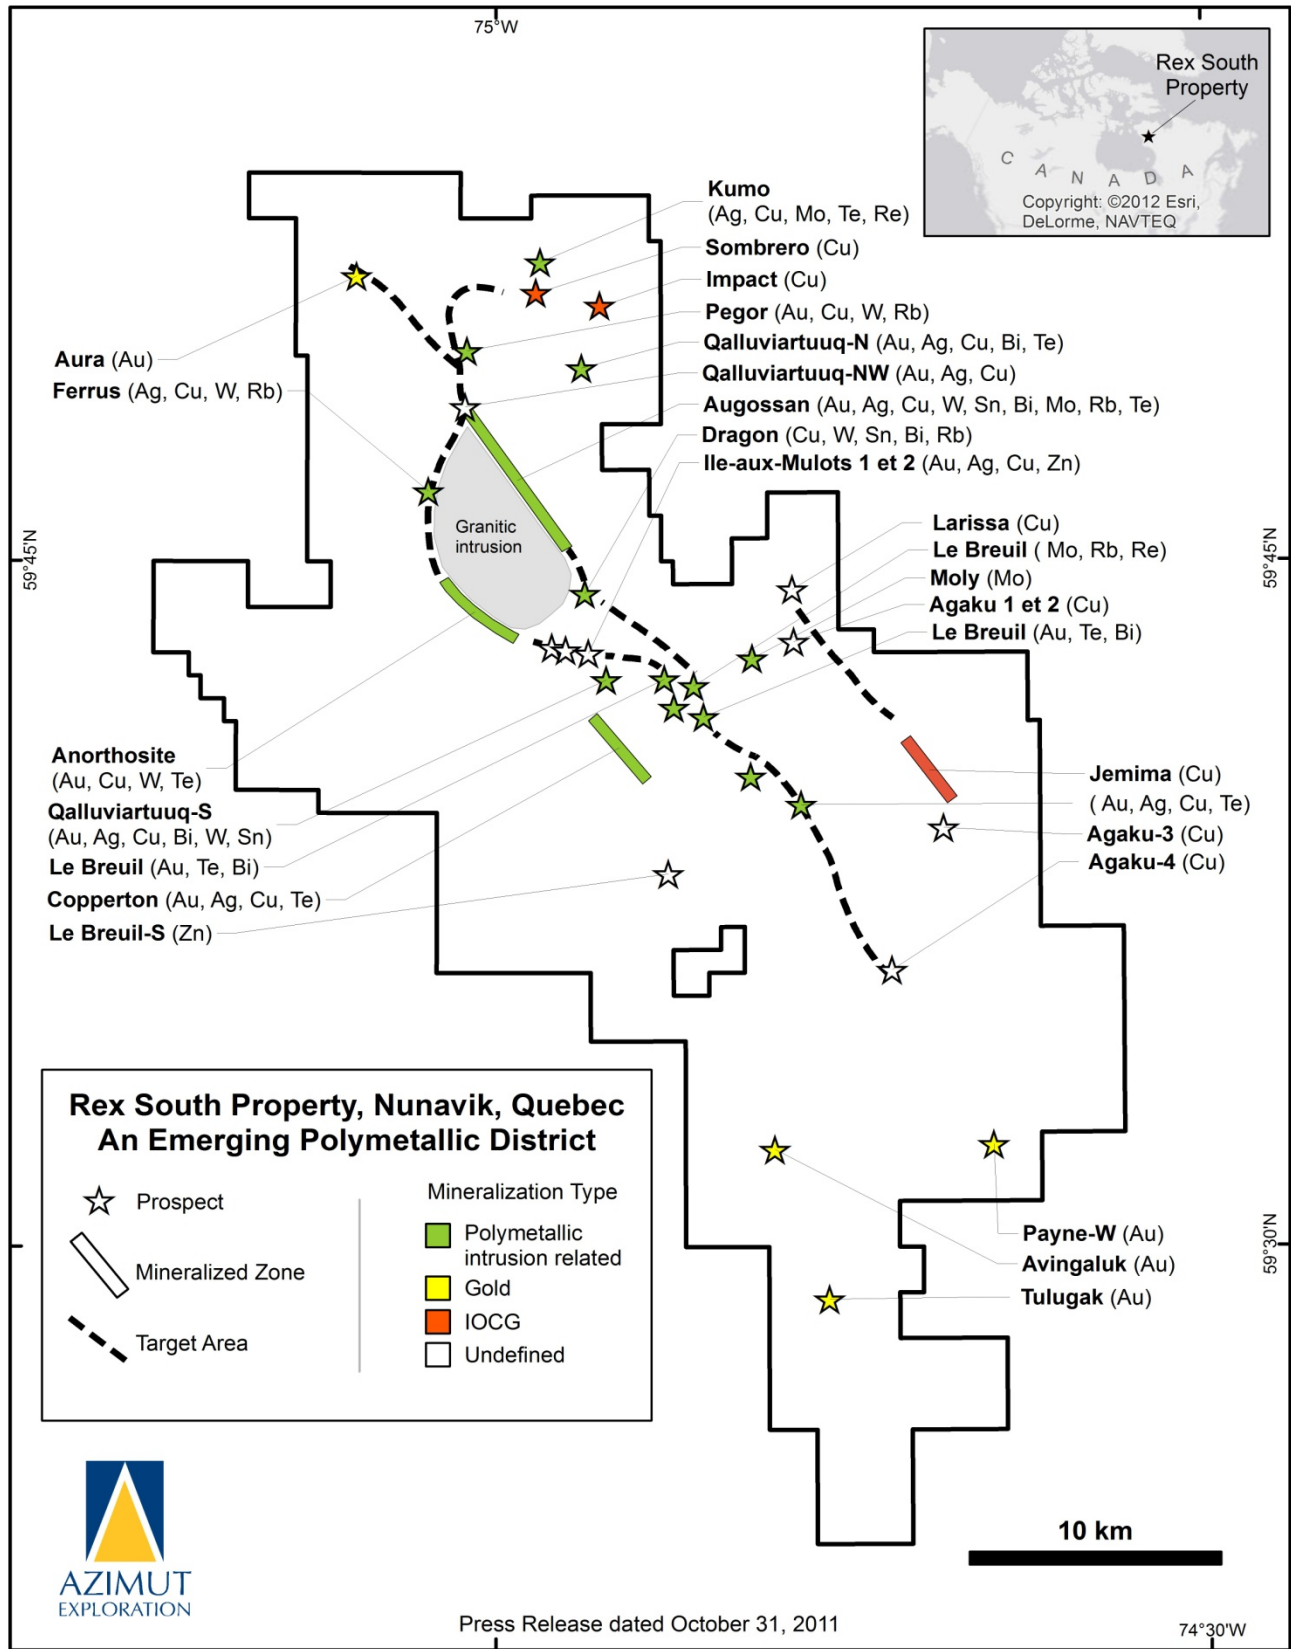 75°W
Rex South
Property
C A N A D A
Copyright: ©2012 Esri,
DeLorme, NAVTEQ
Kumo
(Ag, Cu, Mo, Te, Re)
Sombrero (Cu)
Impact (Cu)
Pegor (Au, Cu, W, Rb)
Qalluviartuuq-N (Au, Ag, Cu, Bi, Te)
Qalluviartuuq-NW (Au, Ag, Cu)
Augossan (Au, Ag, Cu, W, Sn, Bi, Mo, Rb, Te)
Dragon (Cu, W, Sn, Bi, Rb)
Ile-aux-Mulots 1 et 2 (Au, Ag, Cu, Zn)
Aura (Au)
Ferrus (Ag, Cu, W, Rb)
Granitic
intrusion
59°45'N
59°45'N
Larissa (Cu)
Le Breuil ( Mo, Rb, Re)
Moly (Mo)
Agaku 1 et 2 (Cu)
Le Breuil (Au, Te, Bi)
Anorthosite
(Au, Cu, W, Te)
Qalluviartuuq-S
(Au, Ag, Cu, Bi, W, Sn)
Le Breuil (Au, Te, Bi)
Copperton (Au, Ag, Cu, Te)
Le Breuil-S (Zn)
Jemima (Cu)
( Au, Ag, Cu, Te)
Agaku-3 (Cu)
Agaku-4 (Cu)
Rex South Property, Nunavik, Quebec
An Emerging Polymetallic District
Prospect
Mineralized Zone
Target Area
Mineralization Type
Polymetallic
intrusion related
Gold
IOCG
Undefined
Payne-W (Au)
Avingaluk (Au)
Tulugak (Au)
59°30'N
10 km
AZIMUT
EXPLORATION
Press Release dated October 31, 2011
74°30'W